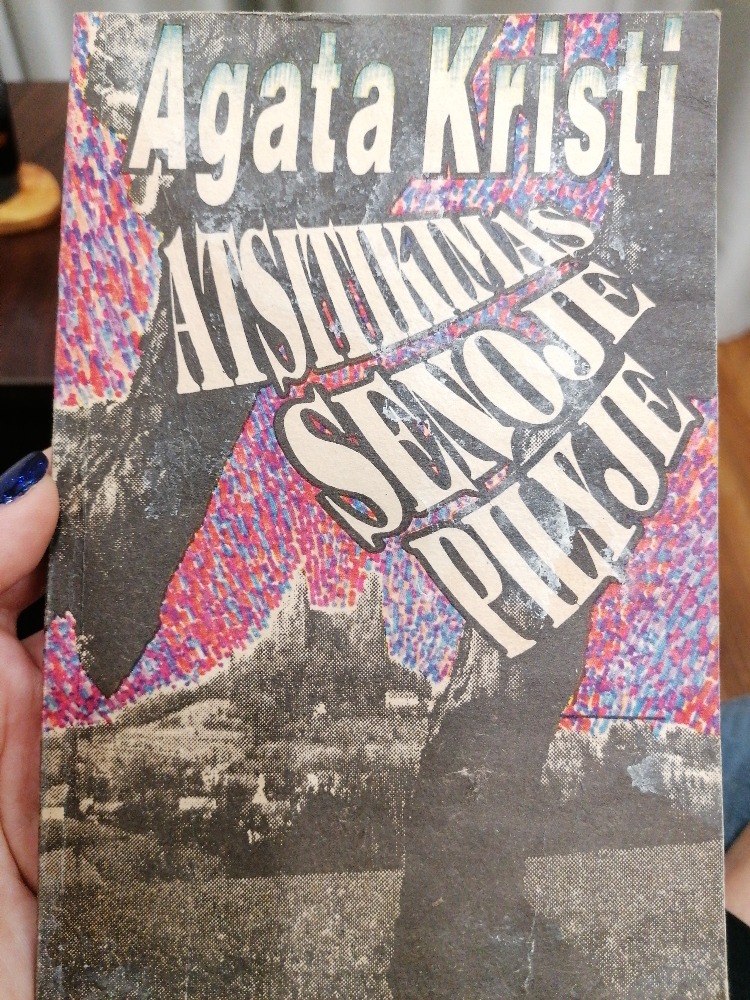 Agata Kristi
ATSITIKIMAS
SENOJE
PILYJE